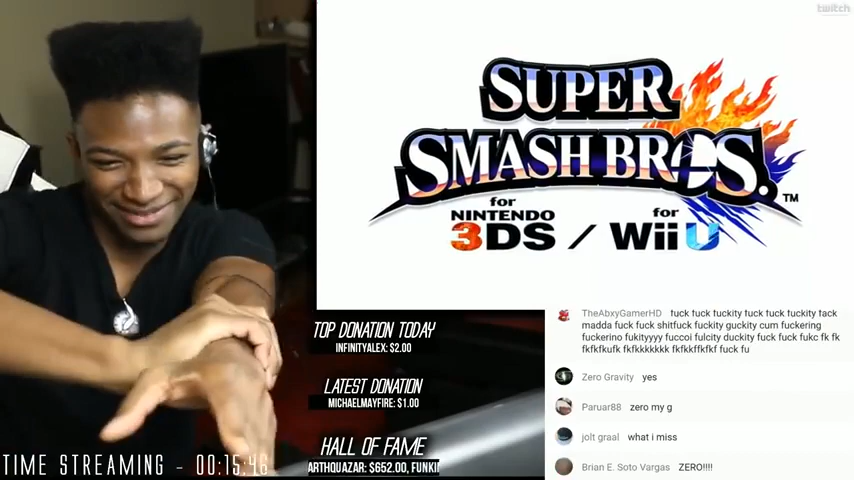 twitch
SUPER
SMASH BROS.™
for
NINTENDO
3DS / for
Wii U
TOP DONATION TODAY
INFINITYALEX: $2.00
LATEST DONATION
MICHAELMAYFIRE: $1.00
HALL OF FAME
ARTHQUAZAR: $652.00, FUNKI
TIME STREAMING - 00:15:46
TheAbxyGamerHD fuck fuck fuckity fuck fuck fuckity fack
madda fuck fuck shitfuck fuckity guckity cum fuckering
fuckerino fukityyyy fuccoi fulcity duckity fuck fuck fukc fk fk
fkfkfkufk fkfkkkkkkk fkfkkffkfkf fuck fu
Zero Gravity yes
Paruar88 zero my g
jolt graal what i miss
Brian E. Soto Vargas ZERO!!!!